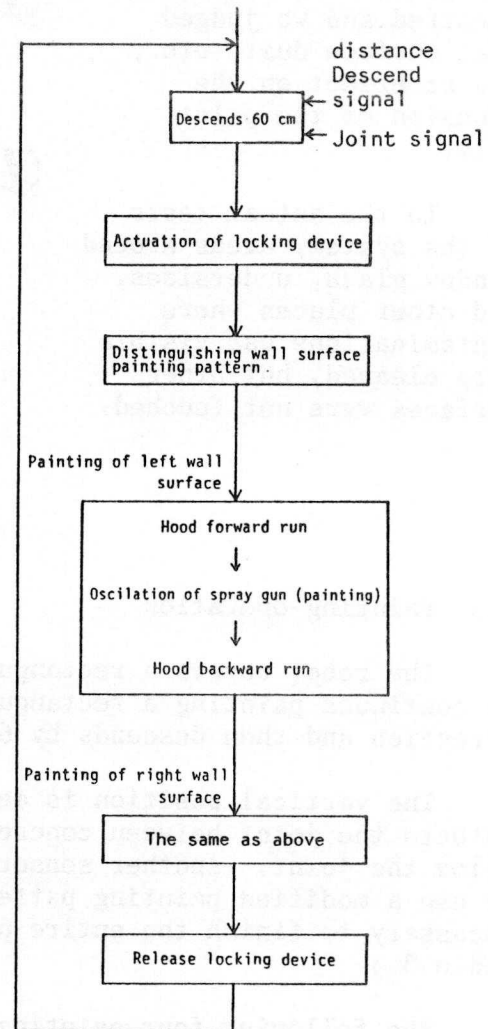 distance
Descend
signal
Descends 60 cm
Joint signal
Actuation of locking device
Distinguishing wall surface
painting pattern.
Painting of left wall
surface
Hood forward run
Oscilation of spray gun (painting)
Hood backward run
Painting of right wall
surface
The same as above
Release locking device